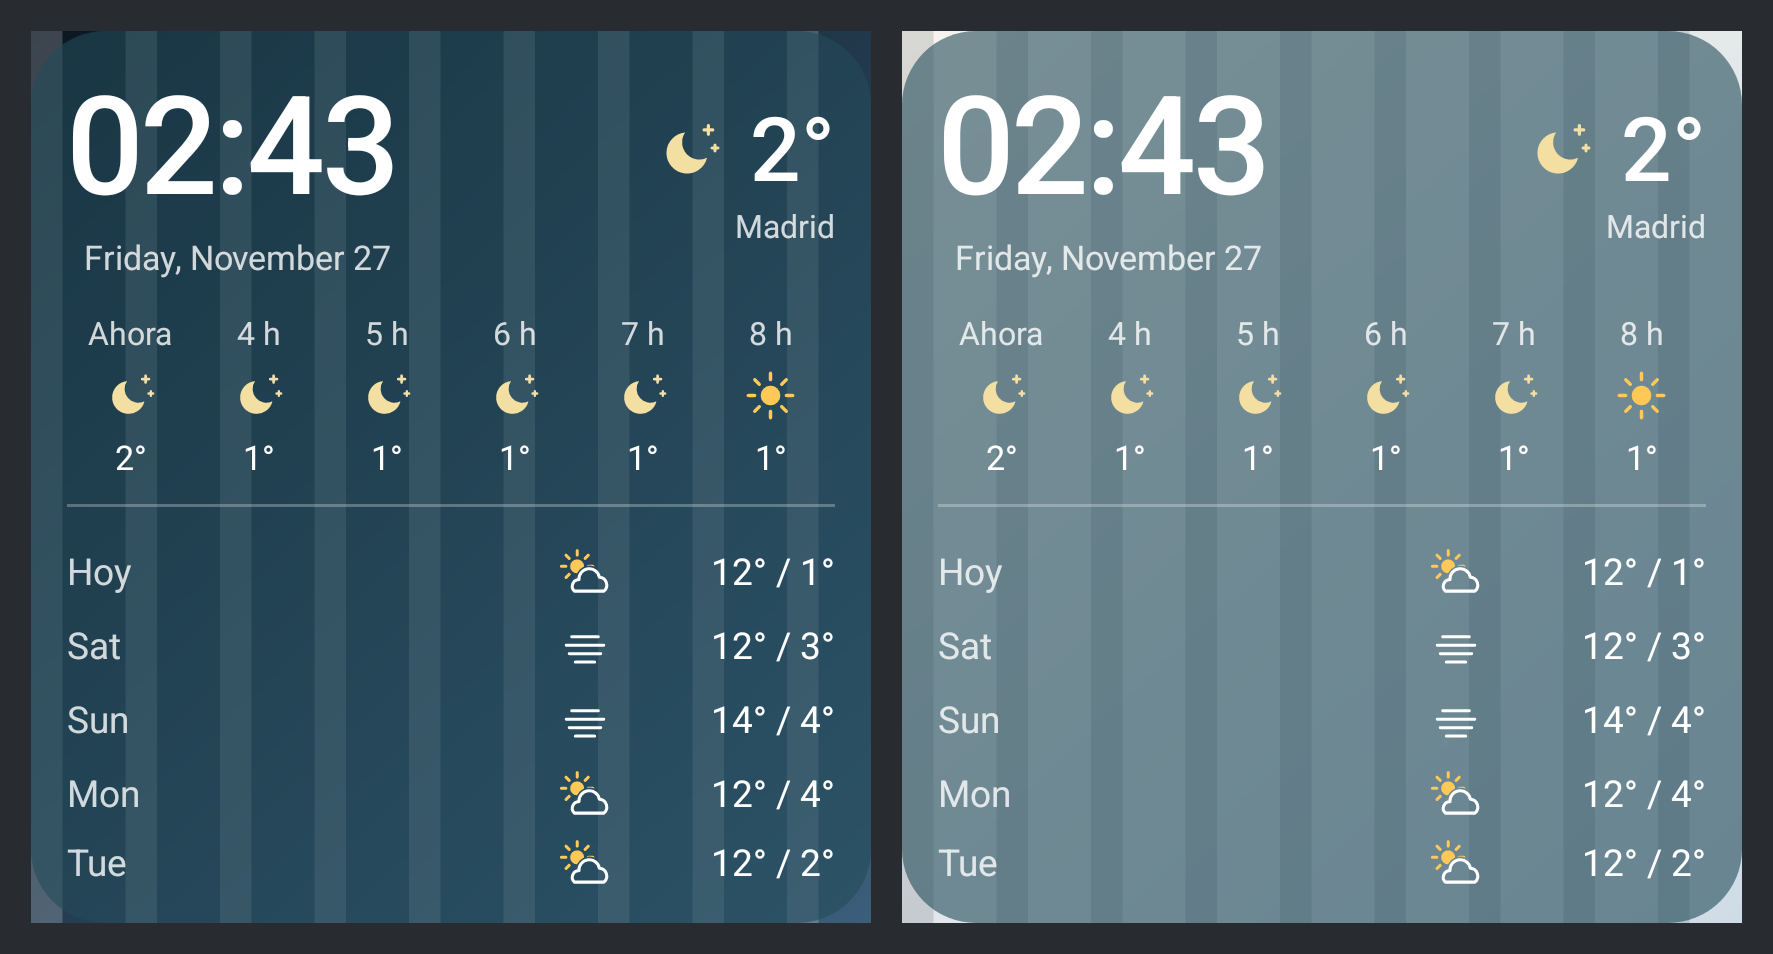 02:43
2°
Madrid
Friday, November 27
Ahora 4 h 5 h 6 h 7 h 8 h
2° 1° 1° 1° 1° 1°
Hoy 12° / 1°
Sat 12° / 3°
Sun 14° / 4°
Mon 12° / 4°
Tue 12° / 2°
02:43
2°
Madrid
Friday, November 27
Ahora 4 h 5 h 6 h 7 h 8 h
2° 1° 1° 1° 1° 1°
Hoy 12° / 1°
Sat 12° / 3°
Sun 14° / 4°
Mon 12° / 4°
Tue 12° / 2°